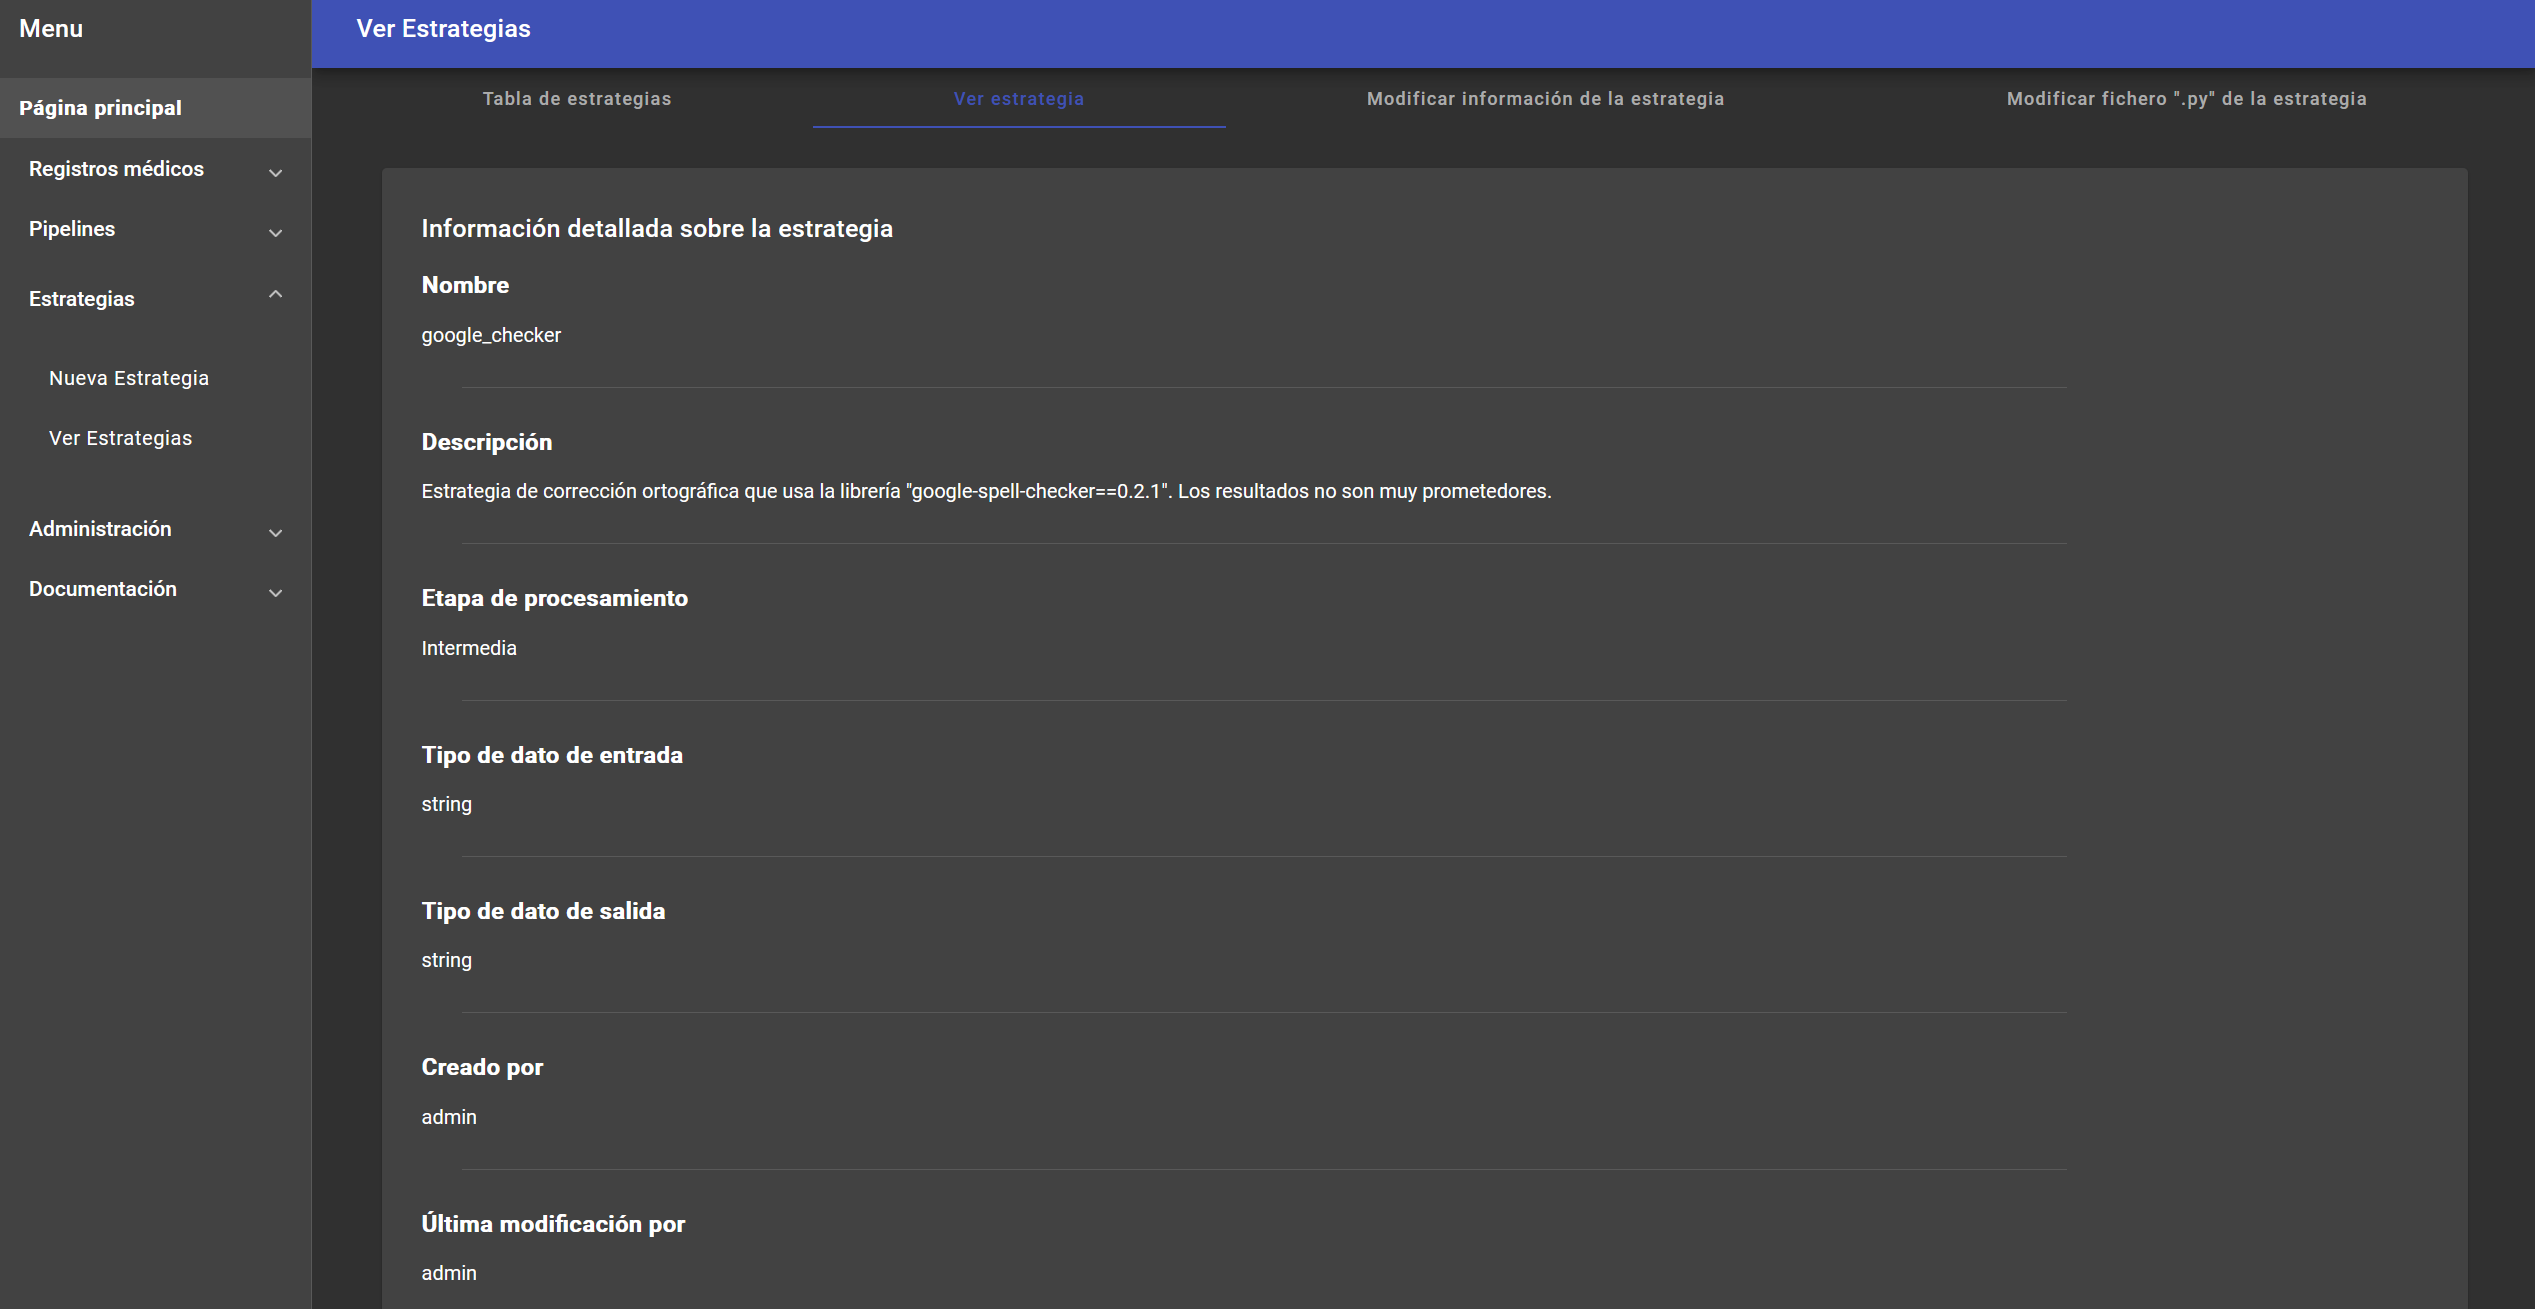 Menu
Página principal
Registros médicos
Pipelines
Estrategias
Nueva Estrategia
Ver Estrategias
Administración
Documentación
Ver Estrategias
Tabla de estrategias
Ver estrategia
Modificar información de la estrategia
Modificar fichero ".py" de la estrategia
Información detallada sobre la estrategia
Nombre
google_checker
Descripción
Estrategia de corrección ortográfica que usa la librería "google-spell-checker==0.2.1". Los resultados no son muy prometedores.
Etapa de procesamiento
Intermedia
Tipo de dato de entrada
string
Tipo de dato de salida
string
Creado por
admin
Última modificación por
admin